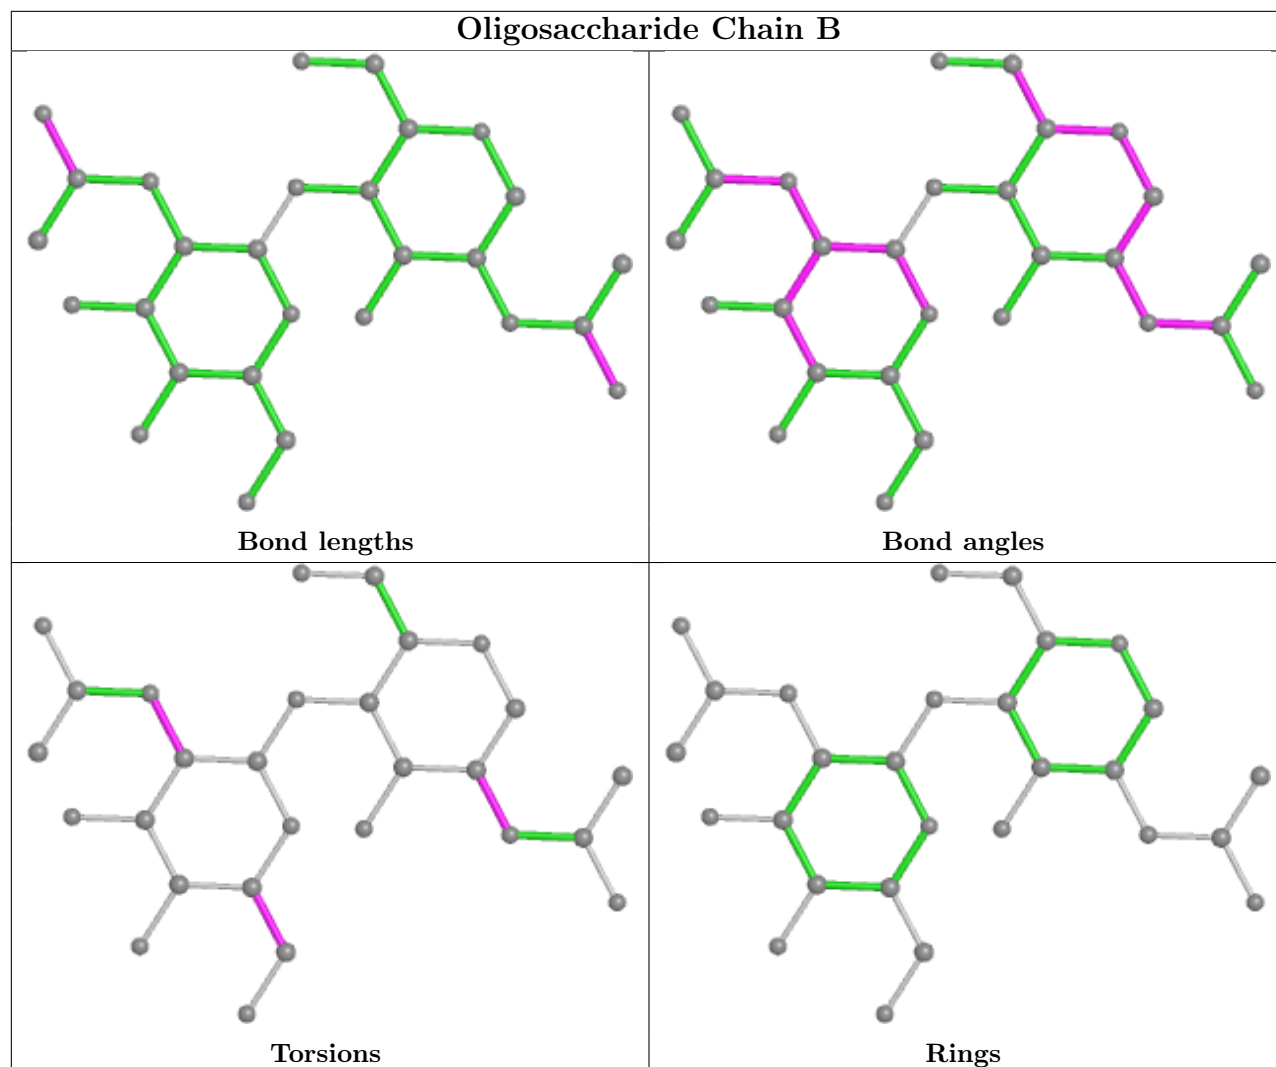 Oligosaccharide Chain B
Bond lengths
Bond angles
Torsions
Rings